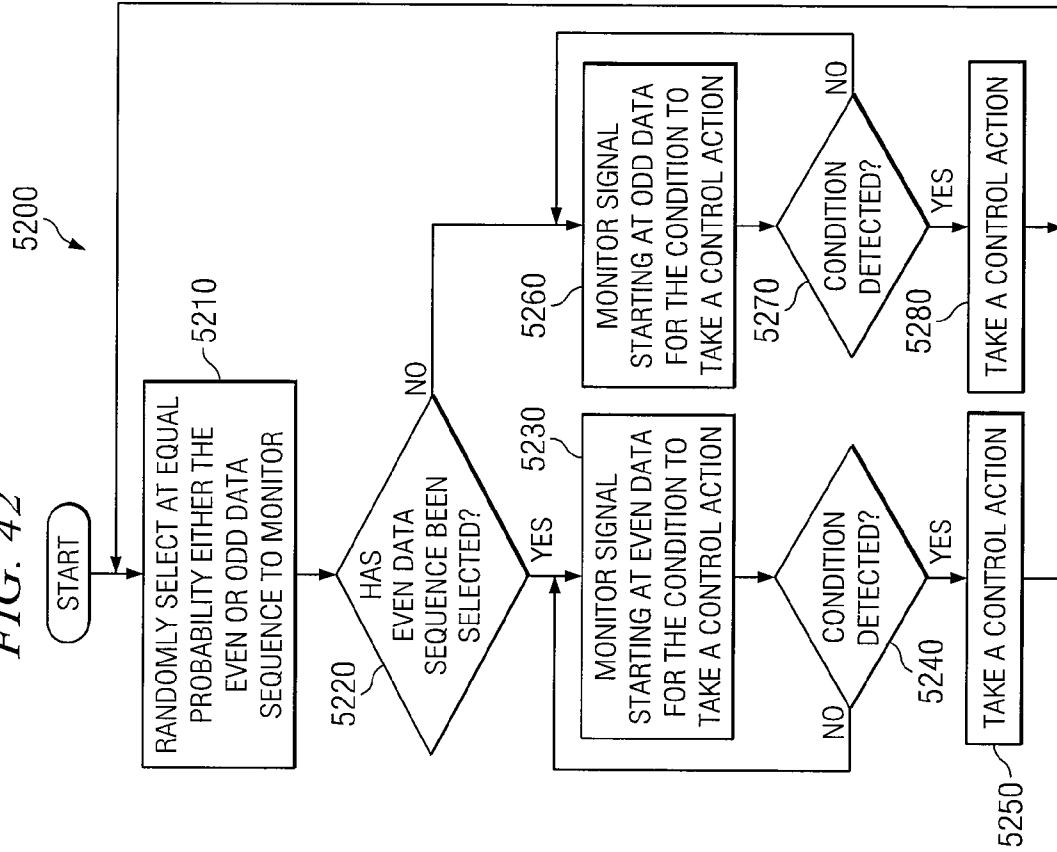 FIG. 42
5200
START
RANDOMLY SELECT AT EQUAL
PROBABILITY EITHER THE
EVEN OR ODD DATA
SEQUENCE TO MONITOR
5210
HAS
EVEN DATA
SEQUENCE BEEN
SELECTED?
5220
NO
YES
MONITOR SIGNAL
STARTING AT EVEN DATA
FOR THE CONDITION TO
TAKE A CONTROL ACTION
5230
CONDITION
DETECTED?
5240
NO
YES
TAKE A CONTROL ACTION
5250
MONITOR SIGNAL
STARTING AT ODD DATA
FOR THE CONDITION TO
TAKE A CONTROL ACTION
5260
CONDITION
DETECTED?
5270
NO
YES
TAKE A CONTROL ACTION
5280